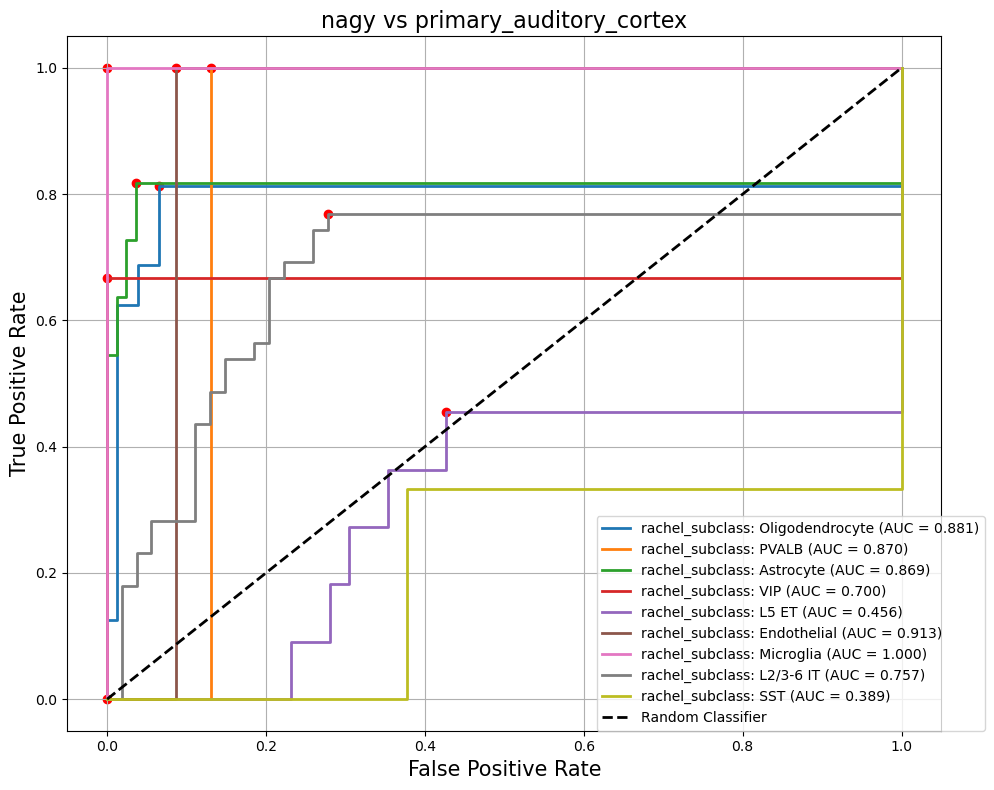 nagy vs primary_auditory_cortex
True Positive Rate
1.0
0.8
0.6
0.4
0.2
0.0
rachel_subclass: Oligodendrocyte (AUC = 0.881)
rachel_subclass: PVALB (AUC = 0.870)
rachel_subclass: Astrocyte (AUC = 0.869)
rachel_subclass: VIP (AUC = 0.700)
rachel_subclass: L5 ET (AUC = 0.456)
rachel_subclass: Endothelial (AUC = 0.913)
rachel_subclass: Microglia (AUC = 1.000)
rachel_subclass: L2/3-6 IT (AUC = 0.757)
rachel_subclass: SST (AUC = 0.389)
Random Classifier
0.0 0.2 0.4 0.6 0.8 1.0
False Positive Rate